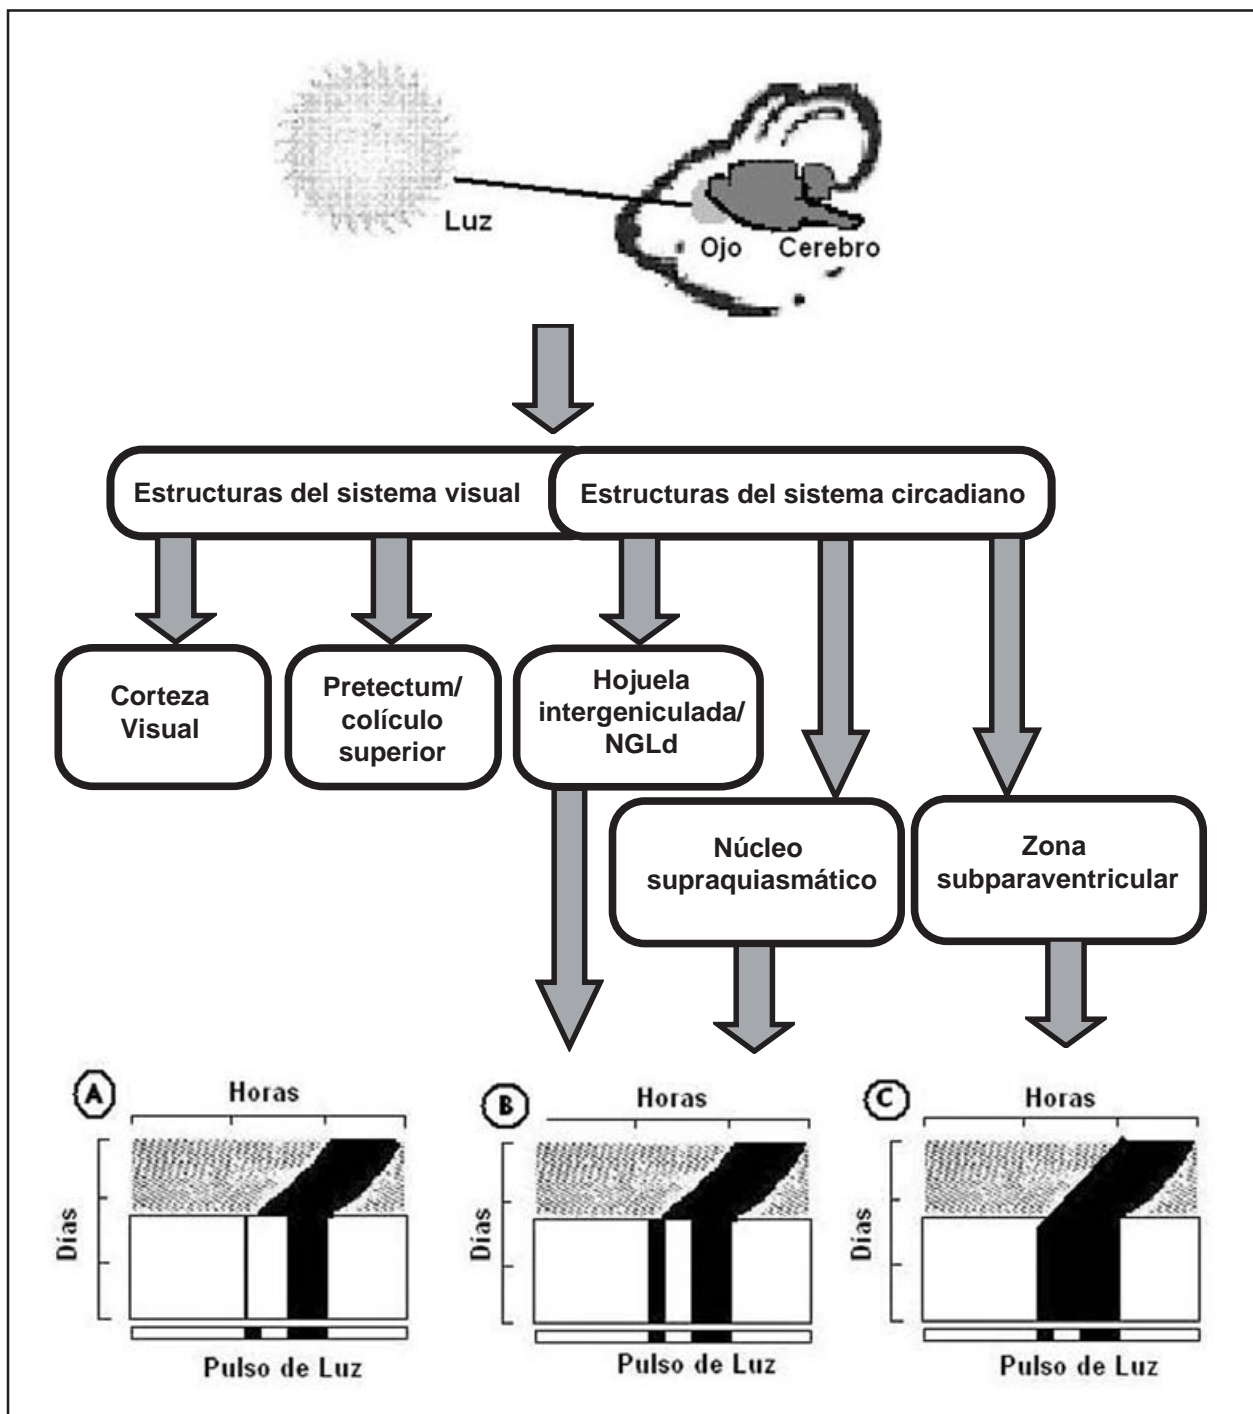 Luz
Ojo
Cerebro
Estructuras del sistema visual
Estructuras del sistema circadiano
Corteza
Visual
Pretectum/
colículo
superior
Hojuela
intergeniculada/
NGLd
Núcleo
supraquiasmático
Zona
subparaventricular
A
Horas
Días
Pulso de Luz
B
Horas
Días
Pulso de Luz
C
Horas
Días
Pulso de Luz